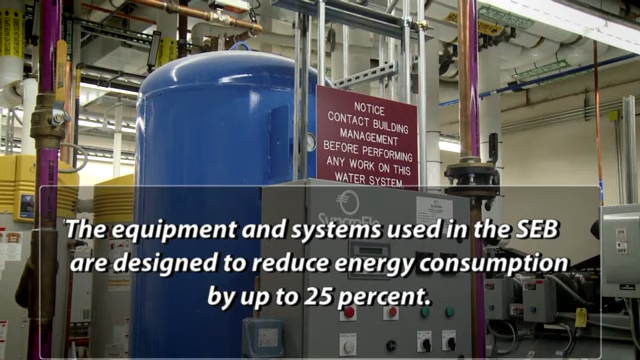 NOTICE
CONTACT BUILDING
MANAGEMENT
BEFORE PERFORMING
ANY WORK ON THIS
WATER SYSTEM
SyncroFlo
The equipment and systems used in the SEB
are designed to reduce energy consumption
by up to 25 percent.